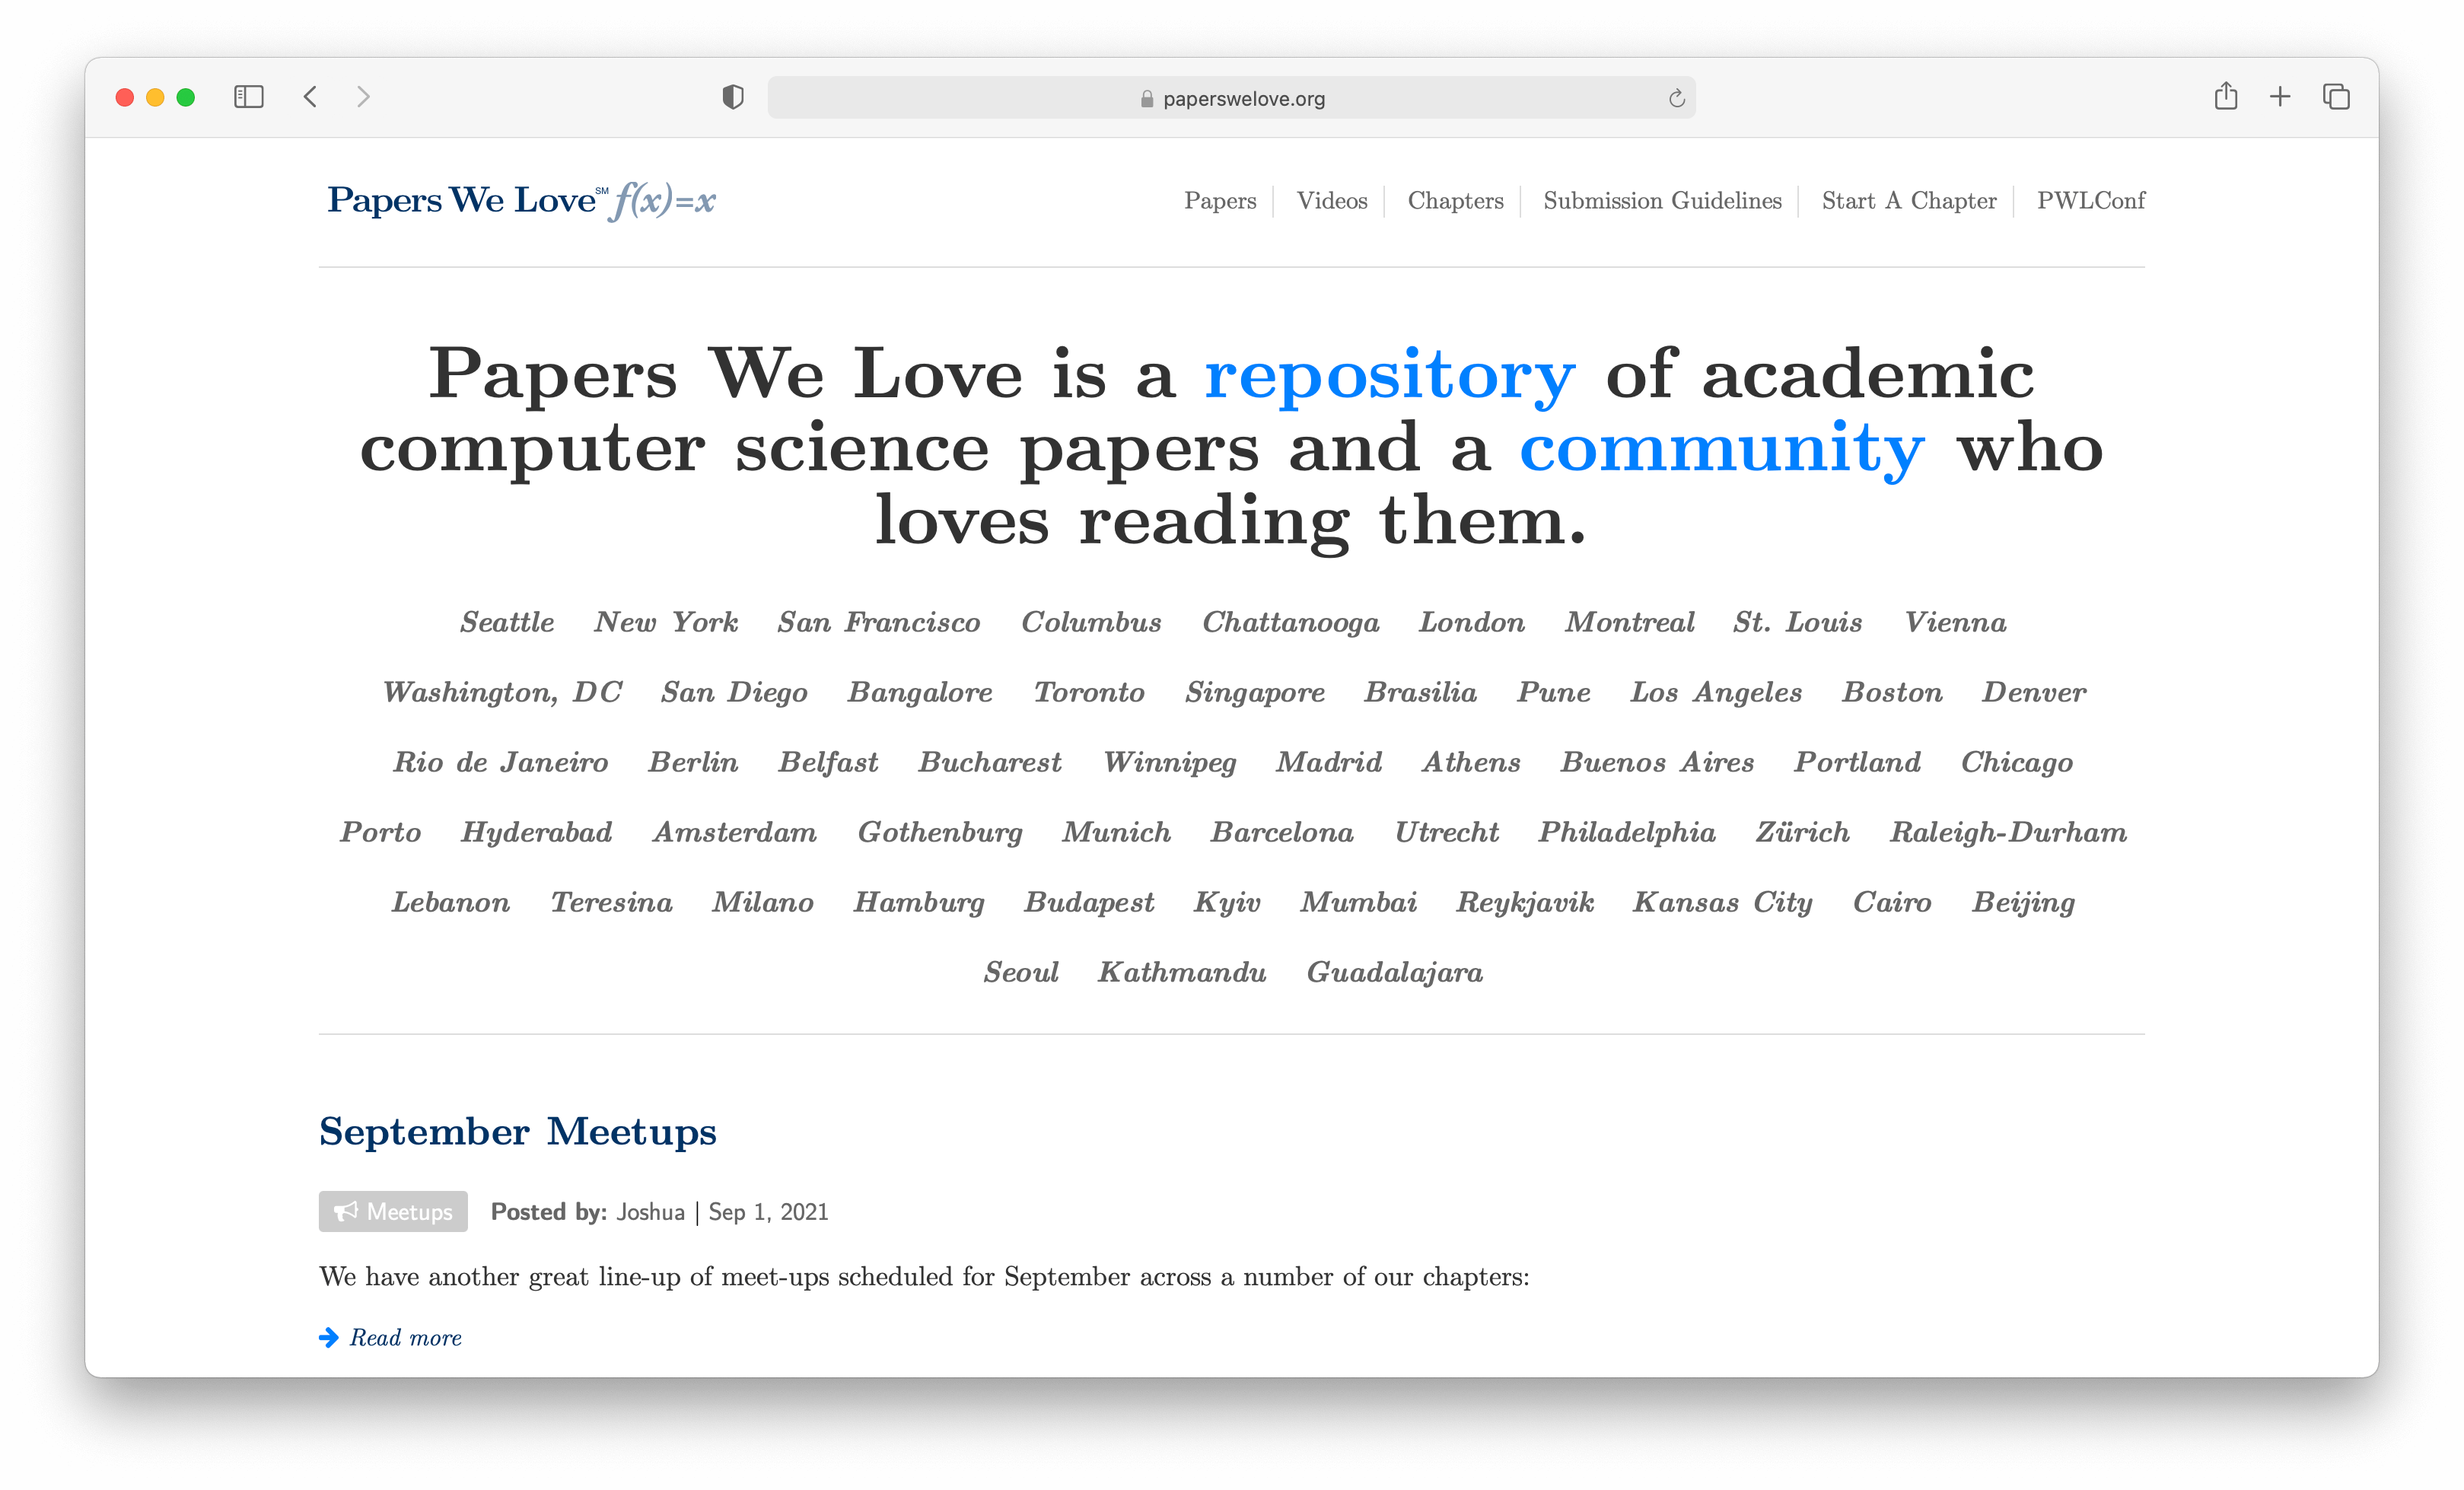 paperswelove.org
Papers We Love℠ f(x)=x
Papers Videos Chapters Submission Guidelines Start A Chapter PWLConf
Papers We Love is a repository of academic
computer science papers and a community who
loves reading them.
Seattle New York San Francisco Columbus Chattanooga London Montreal St. Louis Vienna
Washington, DC San Diego Bangalore Toronto Singapore Brasilia Pune Los Angeles Boston Denver
Rio de Janeiro Berlin Belfast Bucharest Winnipeg Madrid Athens Buenos Aires Portland Chicago
Porto Hyderabad Amsterdam Gothenburg Munich Barcelona Utrecht Philadelphia Zürich Raleigh-Durham
Lebanon Teresina Milano Hamburg Budapest Kyiv Mumbai Reykjavik Kansas City Cairo Beijing
Seoul Kathmandu Guadalajara
September Meetups
Meetups Posted by: Joshua | Sep 1, 2021
We have another great line-up of meet-ups scheduled for September across a number of our chapters:
Read more